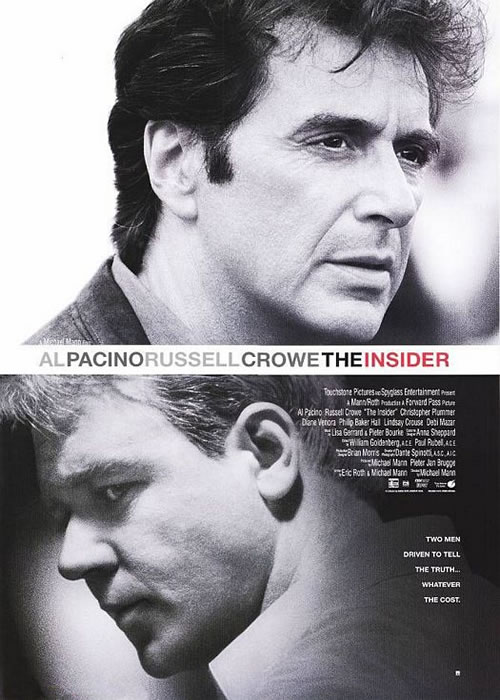 A Michael Mann Film
AL PACINO RUSSELL CROWE THE INSIDER
Touchstone Pictures and Spyglass Entertainment Present
A Mann/Roth Production A Forward Pass Picture
Al Pacino Russell Crowe "The Insider" Christopher Plummer
Diane Venora Philip Baker Hall Lindsay Crouse Debi Mazar
Lisa Gerrard & Pieter Bourke Anna Sheppard
William Goldenberg, A.C.E. Paul Rubell, A.C.E.
Brian Morris Dante Spinotti, A.S.C., A.I.C.
Michael Mann Pieter Jan Brugge
Eric Roth & Michael Mann Michael Mann
TWO MEN
DRIVEN TO TELL
THE TRUTH...
WHATEVER
THE COST.